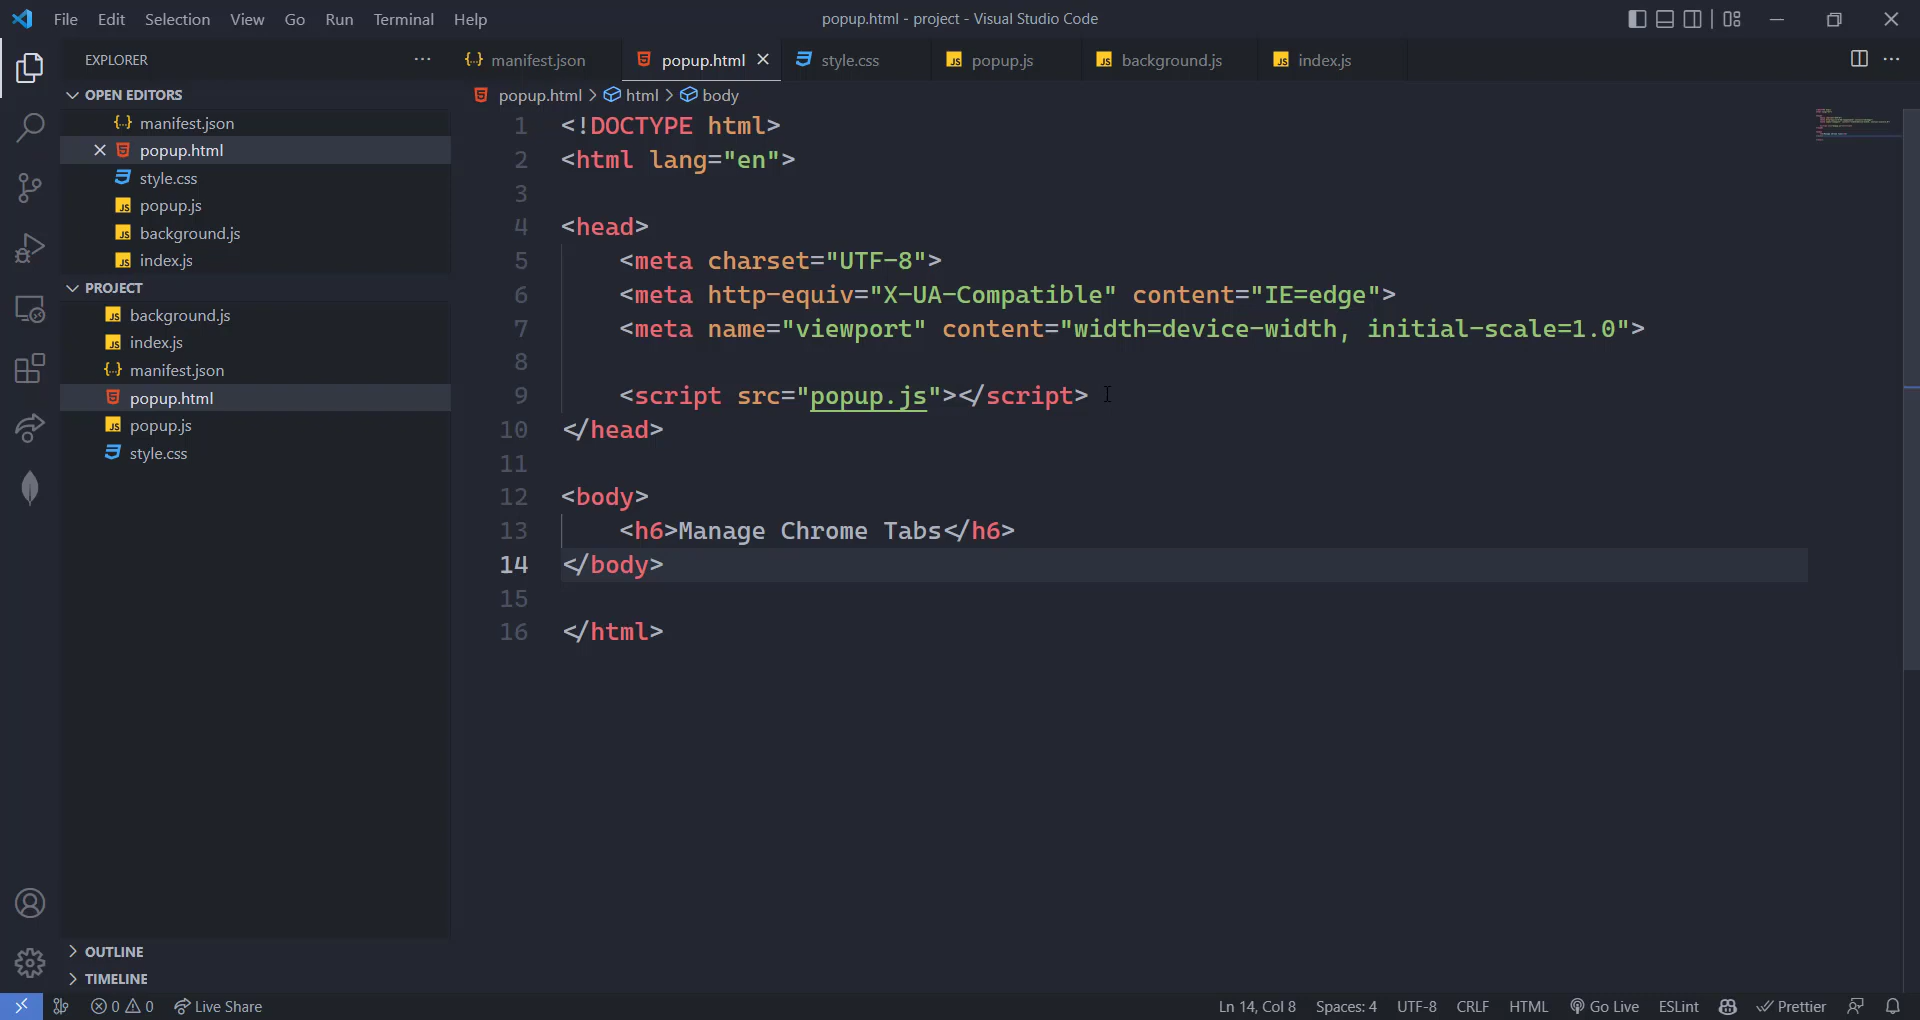 File Edit Selection View Go Run Terminal Help
popup.html - project - Visual Studio Code
EXPLORER
OPEN EDITORS
manifest.json
popup.html
style.css
popup.js
background.js
index.js
PROJECT
background.js
index.js
manifest.json
popup.html
popup.js
style.css
OUTLINE
TIMELINE
manifest.json popup.html style.css popup.js background.js index.js
popup.html > html > body
1 <!DOCTYPE html>
2 <html lang="en">
3
4 <head>
5 <meta charset="UTF-8">
6 <meta http-equiv="X-UA-Compatible" content="IE=edge">
7 <meta name="viewport" content="width=device-width, initial-scale=1.0">
8
9 <script src="popup.js"></script>
10 </head>
11
12 <body>
13 <h6>Manage Chrome Tabs</h6>
14 </body>
15
16 </html>
0 0 Live Share Ln 14, Col 8 Spaces: 4 UTF-8 CRLF HTML Go Live ESLint Prettier